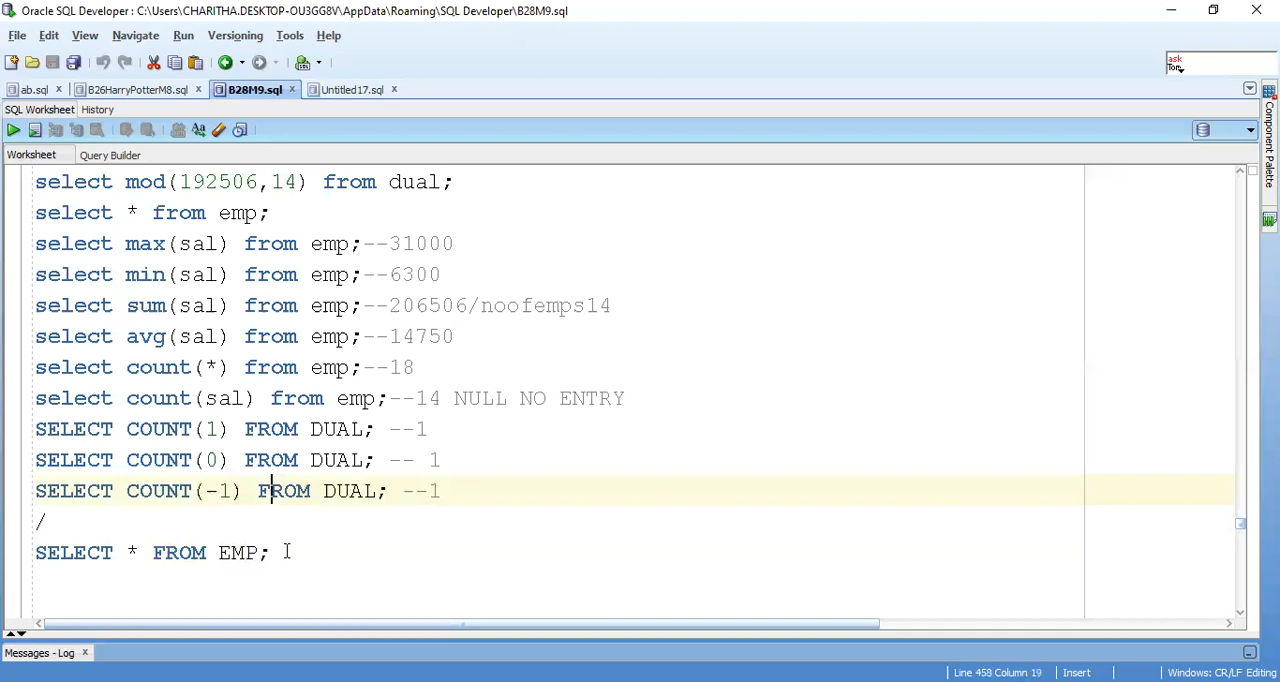 Oracle SQL Developer : C:\Users\CHARITHA.DESKTOP-OU3GG8V\AppData\Roaming\SQL Developer\B28M9.sql
File Edit View Navigate Run Versioning Tools Help
ask
Tom
ab.sql x B26HarryPotterM8.sql x B28M9.sql x Untitled17.sql x
SQL Worksheet History
Worksheet Query Builder
select mod(192506,14) from dual;
select * from emp;
select max(sal) from emp;--31000
select min(sal) from emp;--6300
select sum(sal) from emp;--206506/noofemps14
select avg(sal) from emp;--14750
select count(*) from emp;--18
select count(sal) from emp;--14 NULL NO ENTRY
SELECT COUNT(1) FROM DUAL; --1
SELECT COUNT(0) FROM DUAL; -- 1
SELECT COUNT(-1) FROM DUAL; --1
/
SELECT * FROM EMP;
Component Palette
Messages - Log x
Line 458 Column 19 Insert Windows: CR/LF Editing